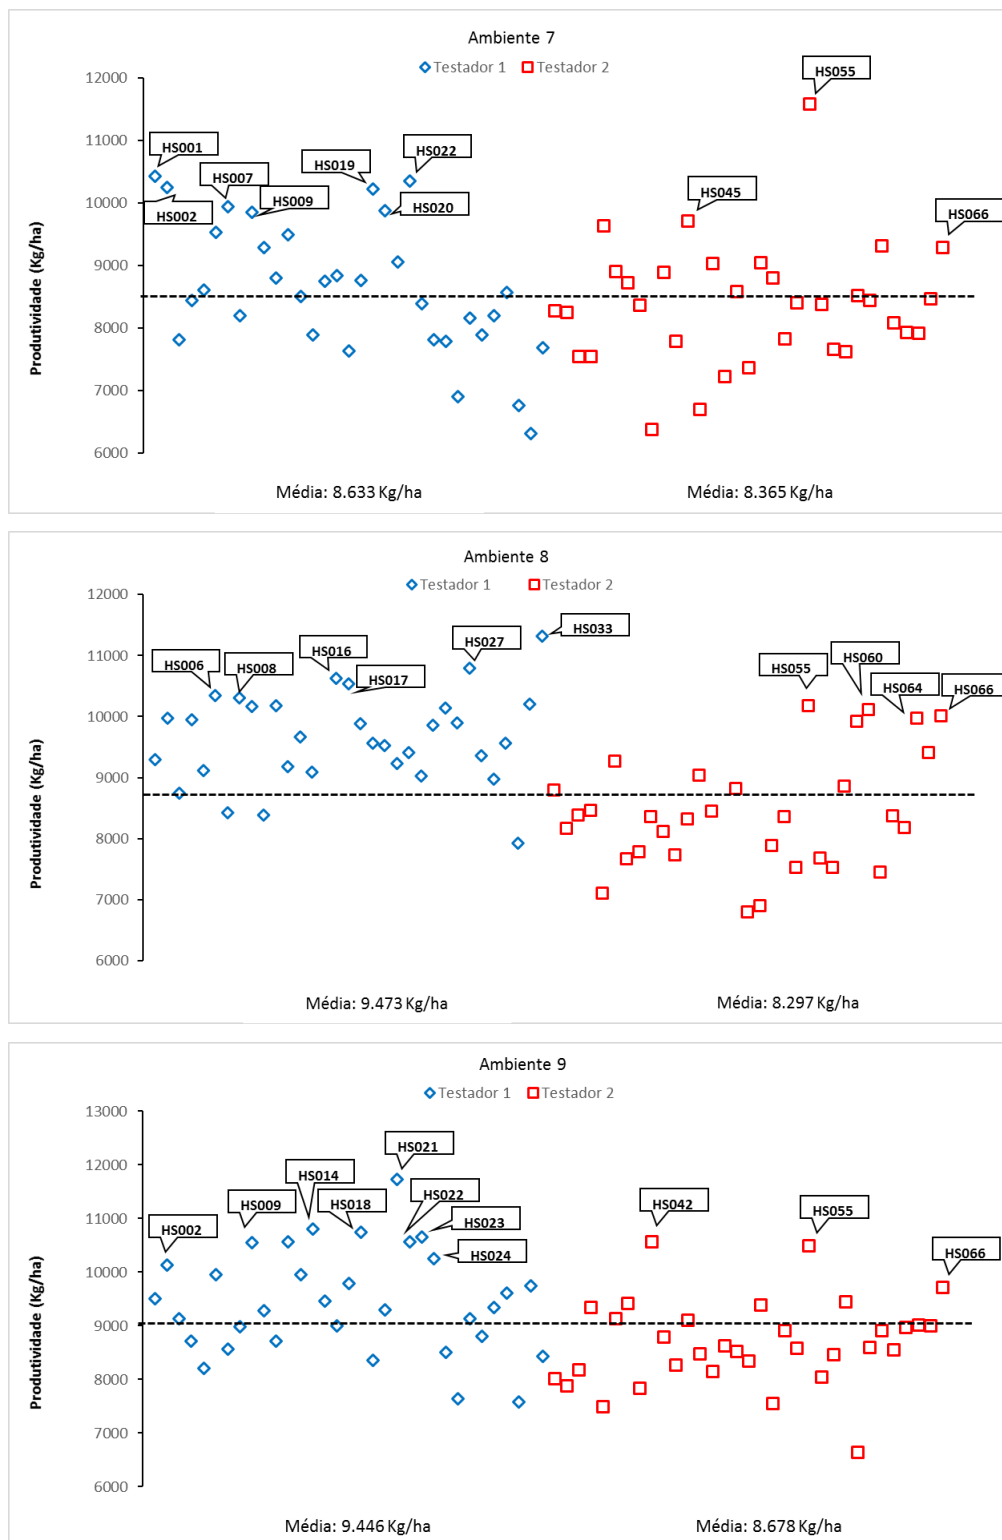 Ambiente 7
Testador 1 Testador 2
Produtividade (Kg/ha)
12000
11000
10000
9000
8000
7000
6000
HS001
HS002
HS007
HS009
HS019
HS022
HS020
HS045
HS055
HS066
Média: 8.633 Kg/ha Média: 8.365 Kg/ha
Ambiente 8
Testador 1 Testador 2
Produtividade (Kg/ha)
12000
11000
10000
9000
8000
7000
6000
HS006
HS008
HS016
HS017
HS027
HS033
HS055
HS060
HS064
HS066
Média: 9.473 Kg/ha Média: 8.297 Kg/ha
Ambiente 9
Testador 1 Testador 2
Produtividade (Kg/ha)
13000
12000
11000
10000
9000
8000
7000
6000
HS002
HS009
HS014
HS018
HS021
HS022
HS023
HS024
HS042
HS055
HS066
Média: 9.446 Kg/ha Média: 8.678 Kg/ha